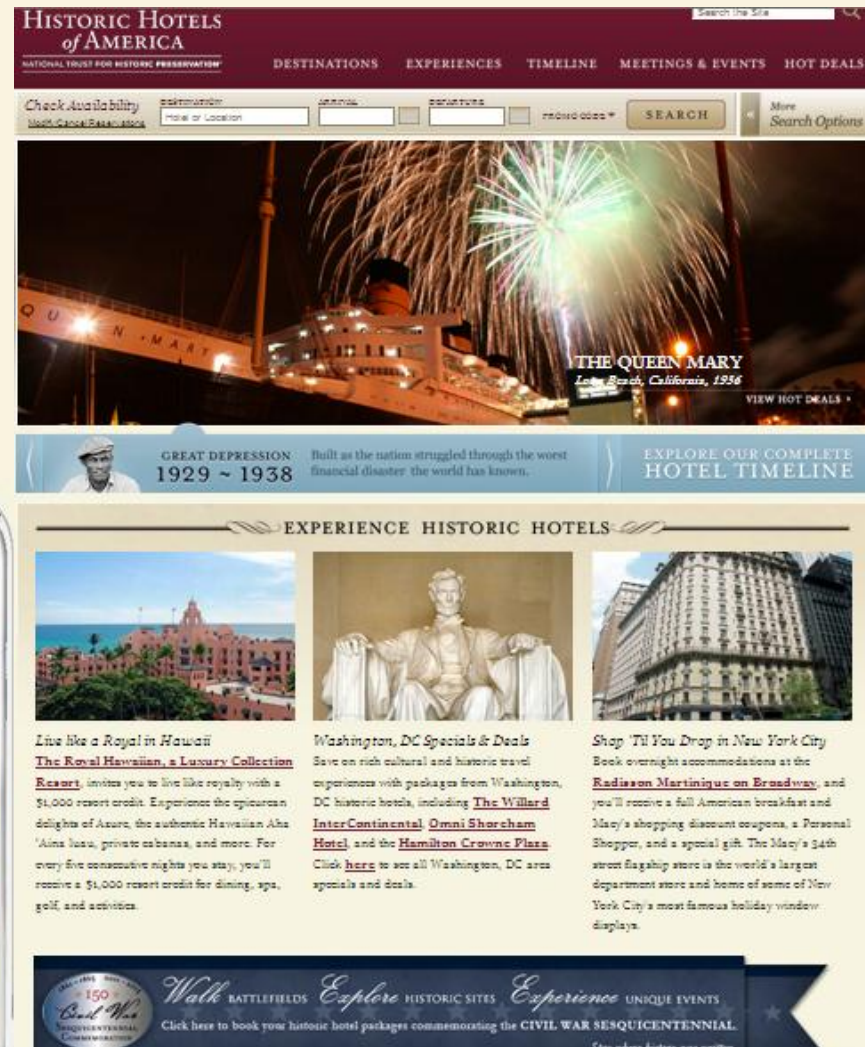 HISTORIC HOTELS
of AMERICA
NATIONAL TRUST FOR HISTORIC PRESERVATION
Search the Site
DESTINATIONS EXPERIENCES TIMELINE MEETINGS & EVENTS HOT DEALS
Check Availability
Modify/Cancel Reservations
DESTINATION
Hotel or Location
ARRIVAL
DEPARTURE
PROMO CODE
SEARCH
More
Search Options
QUEEN MARY
THE QUEEN MARY
Long Beach, California, 1936
VIEW HOT DEALS
GREAT DEPRESSION
1929 ~ 1938
Built as the nation struggled through the worst
financial disaster the world has known.
EXPLORE OUR COMPLETE
HOTEL TIMELINE
EXPERIENCE HISTORIC HOTELS
Live like a Royal in Hawaii
The Royal Hawaiian, a Luxury Collection
Resort, invites you to live like royalty with a
$1,000 resort credit. Experience the epicurean
delights of Azure, the authentic Hawaiian Aha
'Aina luau, private cabanas, and more. For
every five consecutive nights you stay, you'll
receive a $1,000 resort credit for dining, spa,
golf, and activities.
Washington, DC Specials & Deals
Save on rich cultural and historic travel
experiences with packages from Washington,
DC historic hotels, including The Willard
InterContinental, Omni Shoreham
Hotel, and the Hamilton Crowne Plaza.
Click here to see all Washington, DC area
specials and deals.
Shop 'Til You Drop in New York City
Book overnight accommodations at the
Radisson Martinique on Broadway, and
you'll receive a full American breakfast and
Macy's shopping discount coupons, a Personal
Shopper, and a special gift. The Macy's 34th
street flagship store is the world's largest
department store and home of some of New
York City's most famous holiday window
displays.
150
Civil War
SESQUICENTENNIAL
COMMEMORATION
Walk BATTLEFIELDS Explore HISTORIC SITES Experience UNIQUE EVENTS
Click here to book your historic hotel packages commemorating the CIVIL WAR SESQUICENTENNIAL.